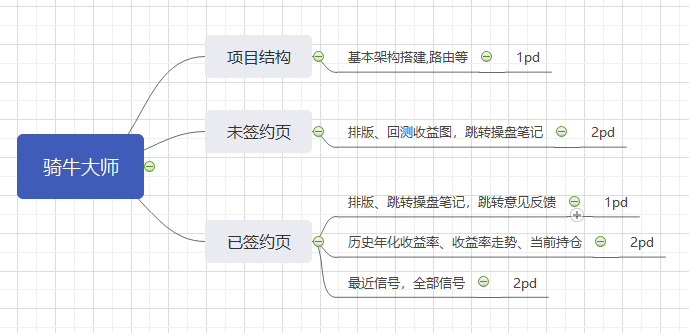 骑牛大师
项目结构
基本架构搭建,路由等
1pd
未签约页
排版、回测收益图，跳转操盘笔记
2pd
已签约页
排版、跳转操盘笔记，跳转意见反馈
1pd
历史年化收益率、收益率走势、当前持仓
2pd
最近信号，全部信号
2pd